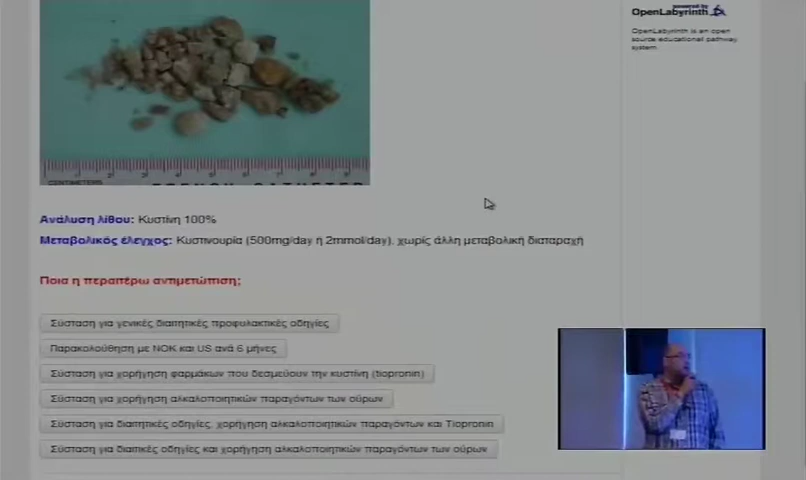 powered by
OpenLabyrinth
OpenLabyrinth is an open
source educational pathway
system
CENTIMETERS
Ανάλυση λίθου: Κυστίνη 100%
Μεταβολικός έλεγχος: Κυστινουρία (500mg/day ή 2mmol/day), χωρίς άλλη μεταβολική διαταραχή
Ποια η περαιτέρω αντιμετώπιση;
Σύσταση για γενικές διαιτητικές προφυλακτικές οδηγίες
Παρακολούθηση με ΝΟΚ και US ανά 6 μήνες
Σύσταση για χορήγηση φαρμάκων που δεσμεύουν την κυστίνη (tiopronin)
Σύσταση για χορήγηση αλκαλοποιητικών παραγόντων των ούρων
Σύσταση για διαιτητικές οδηγίες, χορήγηση αλκαλοποιητικών παραγόντων και Tiopronin
Σύσταση για διαιτικές οδηγίες και χορήγηση αλκαλοποιητικών παραγόντων των ούρων